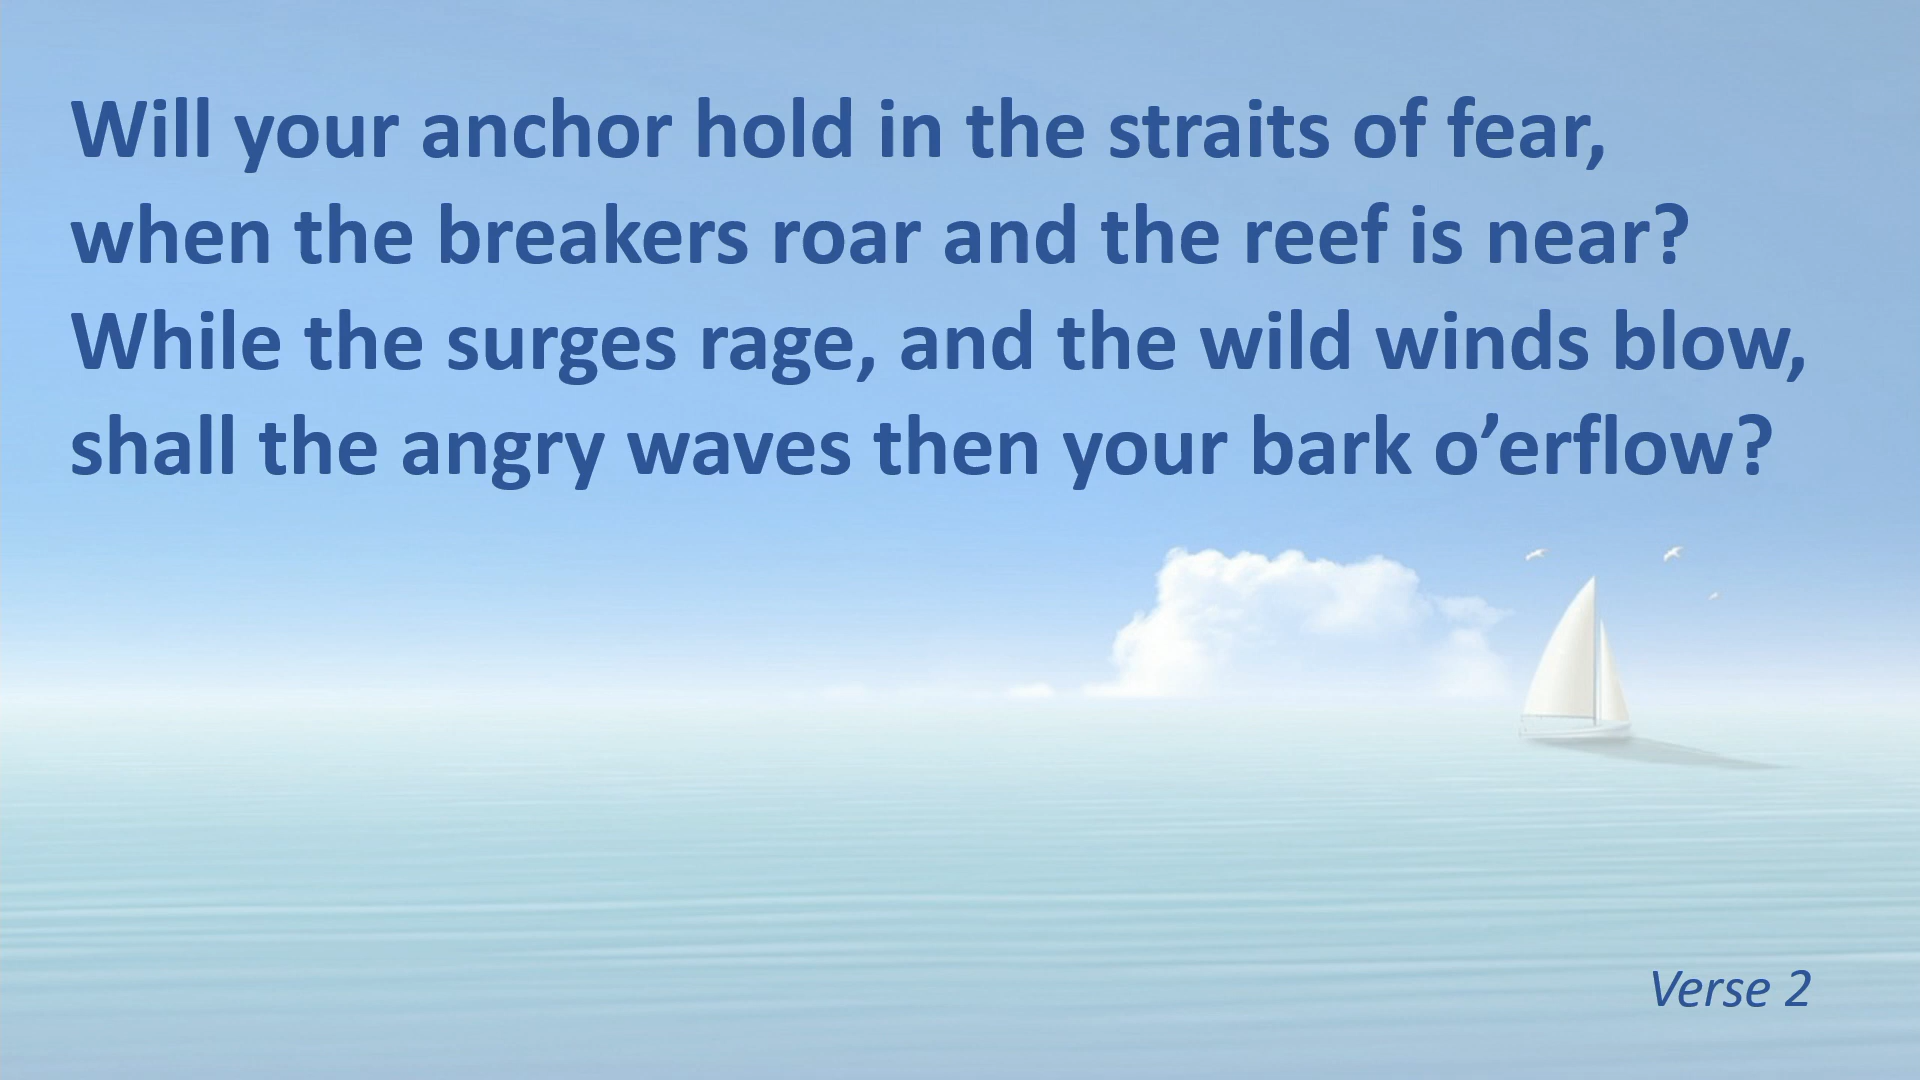 Will your anchor hold in the straits of fear,
when the breakers roar and the reef is near?
While the surges rage, and the wild winds blow,
shall the angry waves then your bark o’erflow?
Verse 2